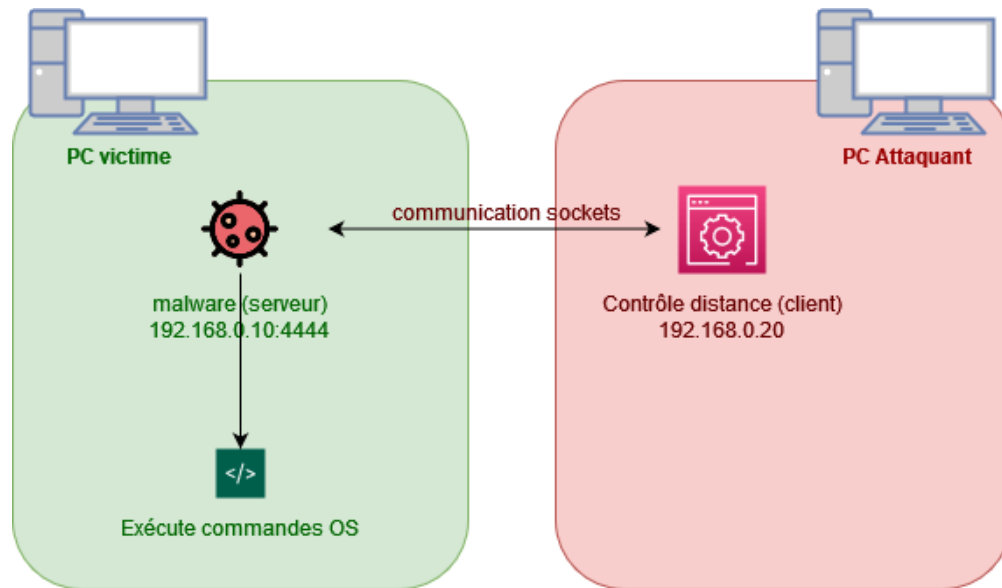 PC victime
PC Attaquant
communication sockets
malware (serveur)
192.168.0.10:4444
Contrôle distance (client)
192.168.0.20
</>
Exécute commandes OS